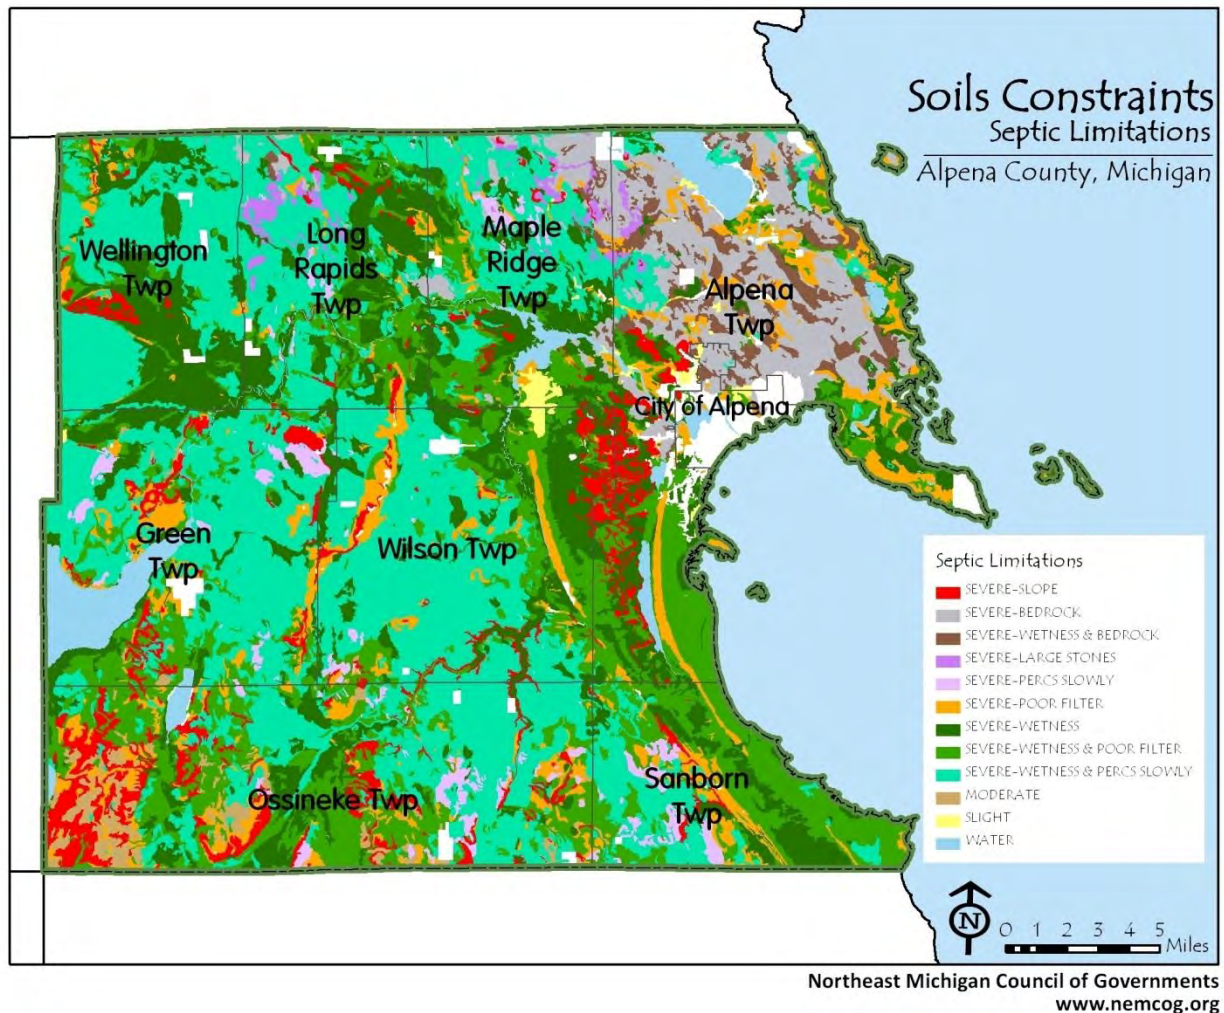 Soils Constraints
Septic Limitations
Alpena County, Michigan
Wellington
Twp
Long
Rapids
Twp
Maple
Ridge
Twp
Alpena
Twp
City of Alpena
Green
Twp
Wilson Twp
Ossineke Twp
Sanborn
Twp
Septic Limitations
SEVERE-SLOPE
SEVERE-BEDROCK
SEVERE-WETNESS & BEDROCK
SEVERE-LARGE STONES
SEVERE-PERCS SLOWLY
SEVERE-POOR FILTER
SEVERE-WETNESS
SEVERE-WETNESS & POOR FILTER
SEVERE-WETNESS & PERCS SLOWLY
MODERATE
SLIGHT
WATER
N
0 1 2 3 4 5
Miles
Northeast Michigan Council of Governments
www.nemcog.org